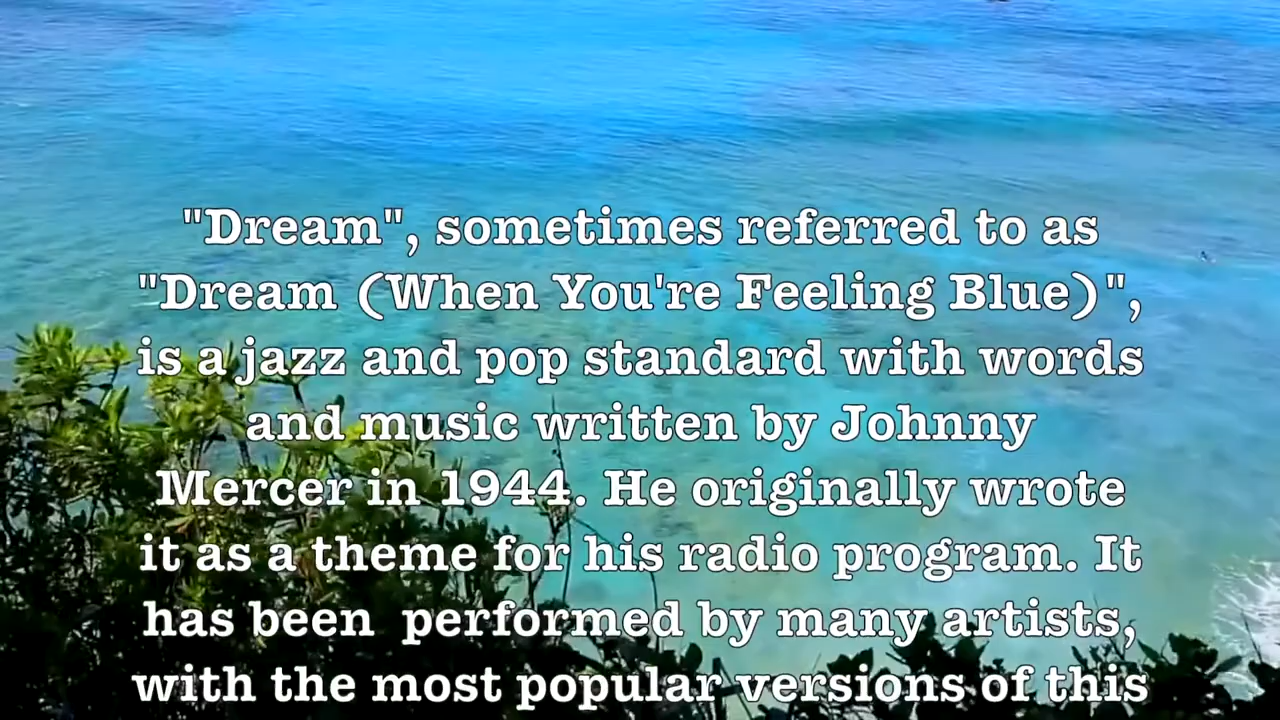 "Dream", sometimes referred to as
"Dream (When You're Feeling Blue)",
is a jazz and pop standard with words
and music written by Johnny
Mercer in 1944. He originally wrote
it as a theme for his radio program. It
has been  performed by many artists,
with the most popular versions of this